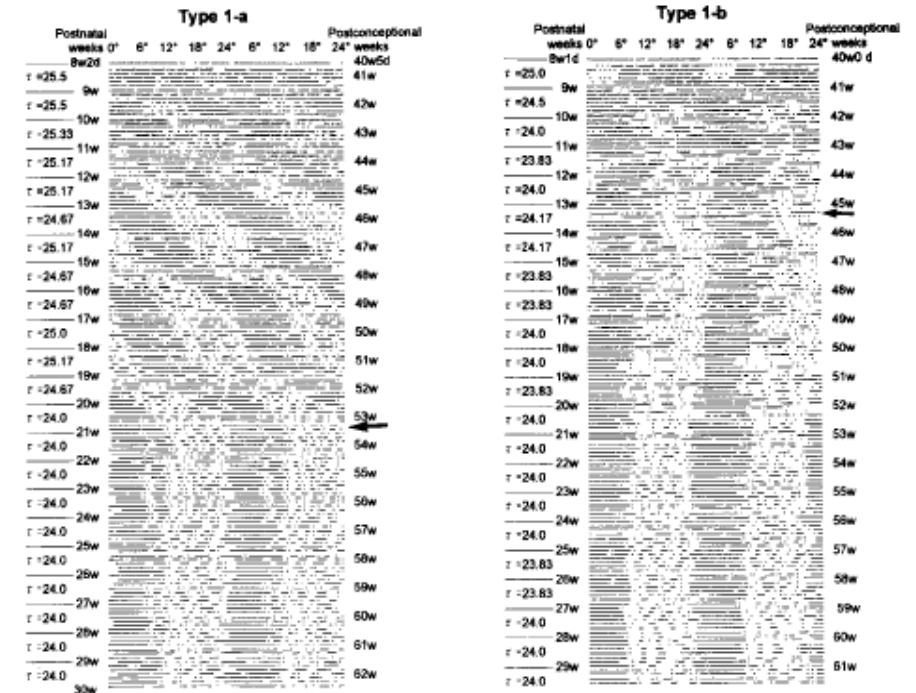 Type 1-a
Postnatal
weeks 0° 6° 12° 18° 24° 6° 12° 18° 24°
Postconceptional
weeks
8w2d
40w5d
41w
τ =25.5
9w
42w
τ =25.5
10w
43w
τ =25.33
11w
44w
τ =25.17
12w
45w
τ =25.17
13w
46w
τ =24.67
14w
47w
τ =25.17
15w
48w
τ =24.67
16w
49w
τ =24.67
17w
50w
τ =25.0
18w
51w
τ =25.17
19w
52w
τ =24.67
20w
53w
τ =24.0
21w
54w
τ =24.0
22w
55w
τ =24.0
23w
56w
τ =24.0
24w
57w
τ =24.0
25w
58w
τ =24.0
26w
59w
τ =24.0
27w
60w
τ =24.0
28w
61w
τ =24.0
29w
62w
τ =24.0
30w
Type 1-b
Postnatal
weeks 0° 6° 12° 18° 24° 6° 12° 18° 24°
Postconceptional
weeks
8w1d
40w0 d
τ =25.0
9w
41w
τ =24.5
10w
42w
τ =24.0
11w
43w
τ =23.83
12w
44w
τ =24.0
13w
45w
τ =24.17
14w
46w
τ =24.17
15w
47w
τ =23.83
16w
48w
τ =23.83
17w
49w
τ =24.0
18w
50w
τ =24.0
19w
51w
τ =23.83
20w
52w
τ =24.0
21w
53w
τ =24.0
22w
54w
τ =24.0
23w
55w
τ =24.0
24w
56w
τ =24.0
25w
57w
τ =23.83
26w
58w
τ =23.83
27w
59w
τ =24.0
28w
60w
τ =24.0
29w
61w
τ =24.0